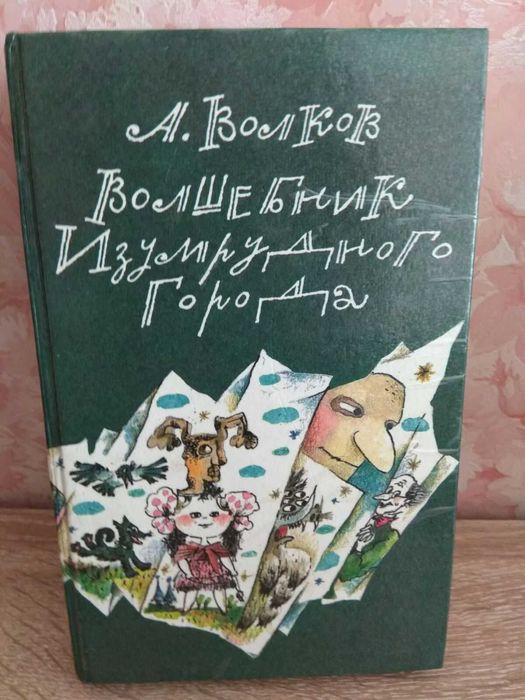 А. Волков
Волшебник
Изумрудного
Города